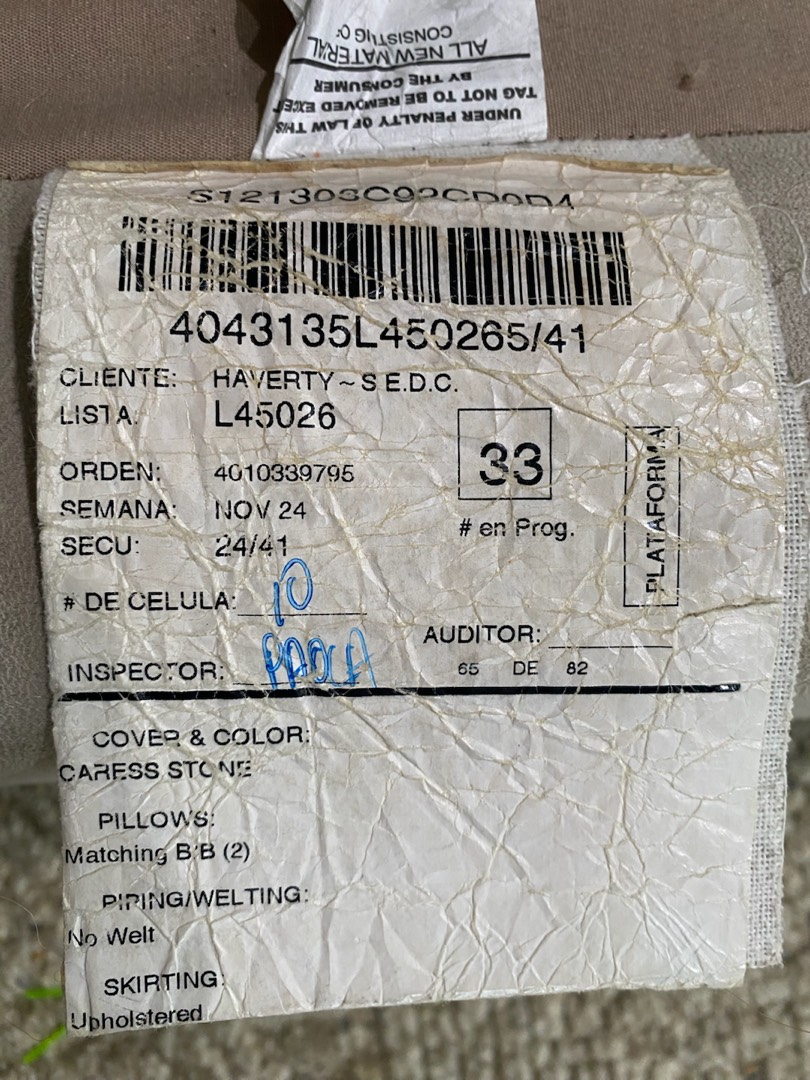 UNDER PENALTY OF LAW THIS
TAG NOT TO BE REMOVED EXCEPT
BY THE CONSUMER
ALL NEW MATERIAL
CONSISTING OF
4043135L450265/41
CLIENTE: HAVERTY~S E.D.C.
LISTA: L45026
33
ORDEN: 4010339795
SEMANA: NOV 24
# en Prog.
PLATAFORMA
SECU: 24/41
# DE CELULA: 10
AUDITOR:
INSPECTOR: PAOLA
65 DE 82
COVER & COLOR:
CARESS STONE
PILLOWS:
Matching B/B (2)
PIPING/WELTING:
No Welt
SKIRTING:
Upholstered